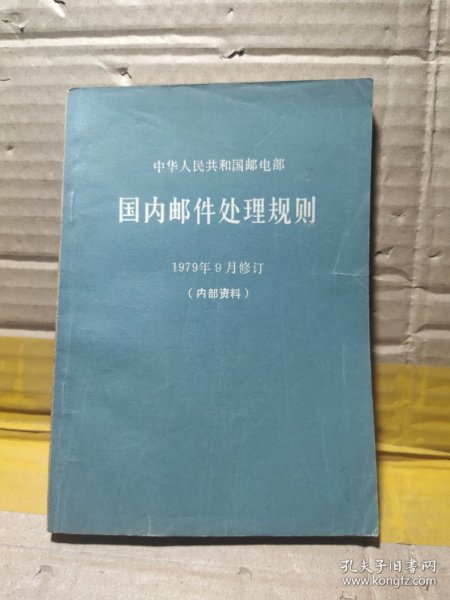 中华人民共和国邮电部
国内邮件处理规则
1979年9月修订
（内部资料）
孔夫子旧书网
www.kongfz.com